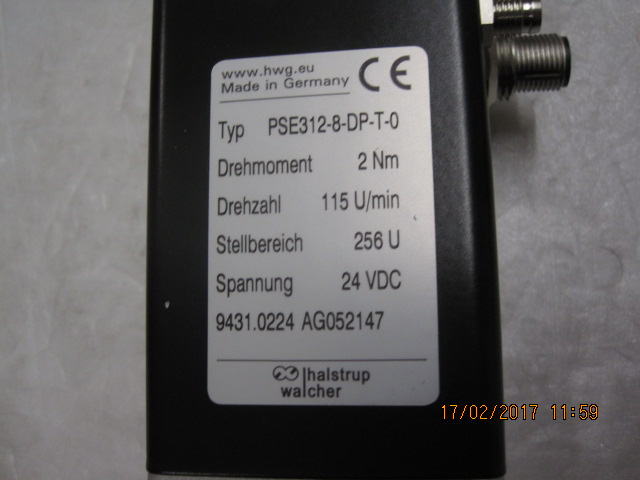 www.hwg.eu
Made in Germany CE
Typ PSE312-8-DP-T-0
Drehmoment 2 Nm
Drehzahl 115 U/min
Stellbereich 256 U
Spannung 24 VDC
9431.0224 AG052147
halstrup
walcher
17/02/2017 11:59